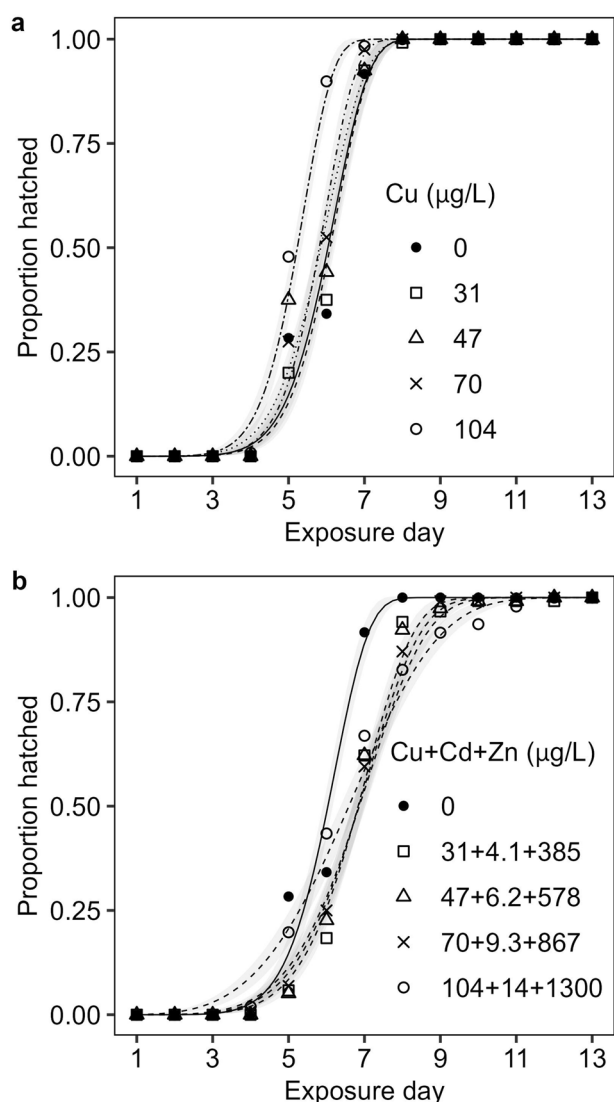 a
Proportion hatched
1.00
0.75
0.50
0.25
0.00
Cu (µg/L)
0
31
47
70
104
1 3 5 7 9 11 13
Exposure day
b
Proportion hatched
1.00
0.75
0.50
0.25
0.00
Cu+Cd+Zn (µg/L)
0
31+4.1+385
47+6.2+578
70+9.3+867
104+14+1300
1 3 5 7 9 11 13
Exposure day